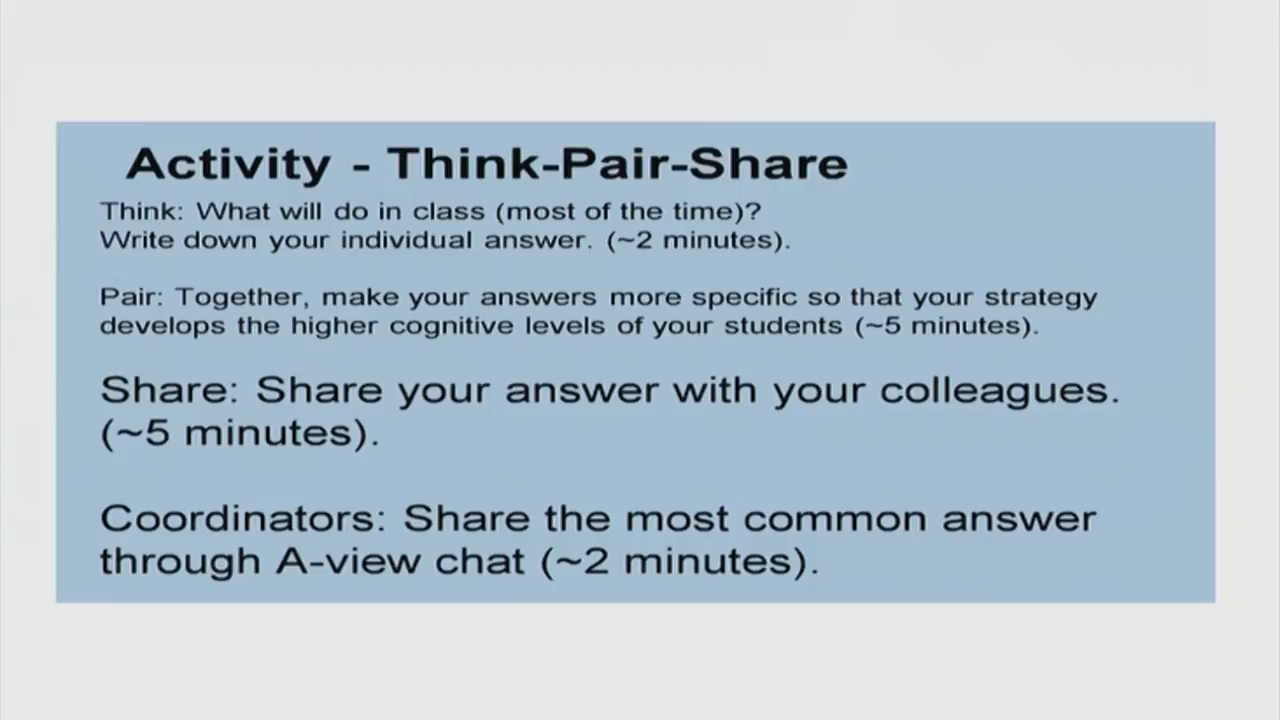 Activity - Think-Pair-Share
Think: What will do in class (most of the time)?
Write down your individual answer. (~2 minutes).
Pair: Together, make your answers more specific so that your strategy
develops the higher cognitive levels of your students (~5 minutes).
Share: Share your answer with your colleagues.
(~5 minutes).
Coordinators: Share the most common answer
through A-view chat (~2 minutes).